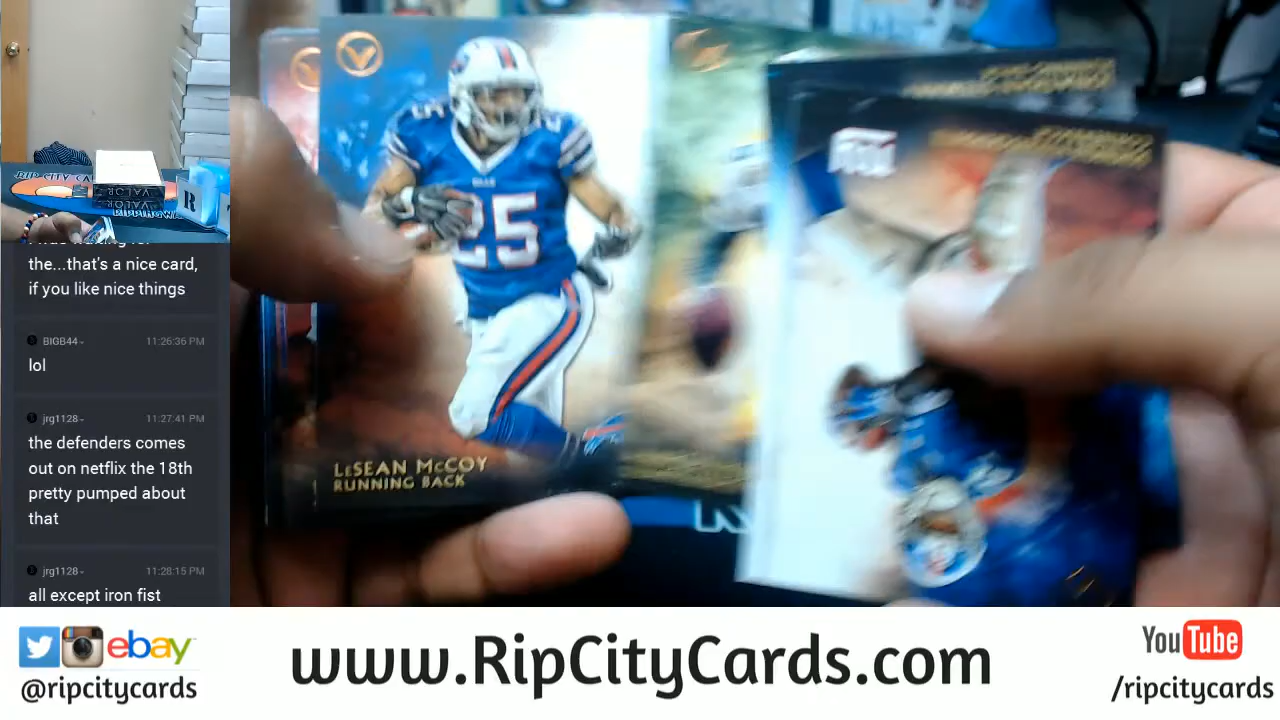 the...that's a nice card,
if you like nice things
BIGB44
11:26:36 PM
lol
jrg1128
11:27:41 PM
the defenders comes
out on netflix the 18th
pretty pumped about
that
jrg1128
11:28:15 PM
all except iron fist
VALOR
R
25
LeSEAN McCOY
RUNNING BACK
ebay
@ripcitycards
www.RipCityCards.com
YouTube
/ripcitycards